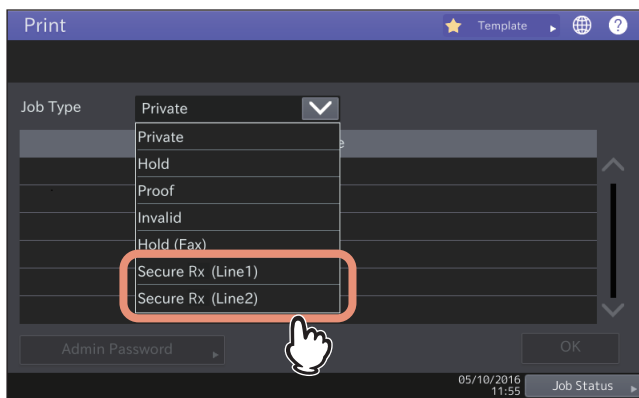 Print
Template
?
Job Type
Private
Private
Hold
Proof
Invalid
Hold (Fax)
Secure Rx (Line1)
Secure Rx (Line2)
Admin Password
OK
05/10/2016
11:55
Job Status